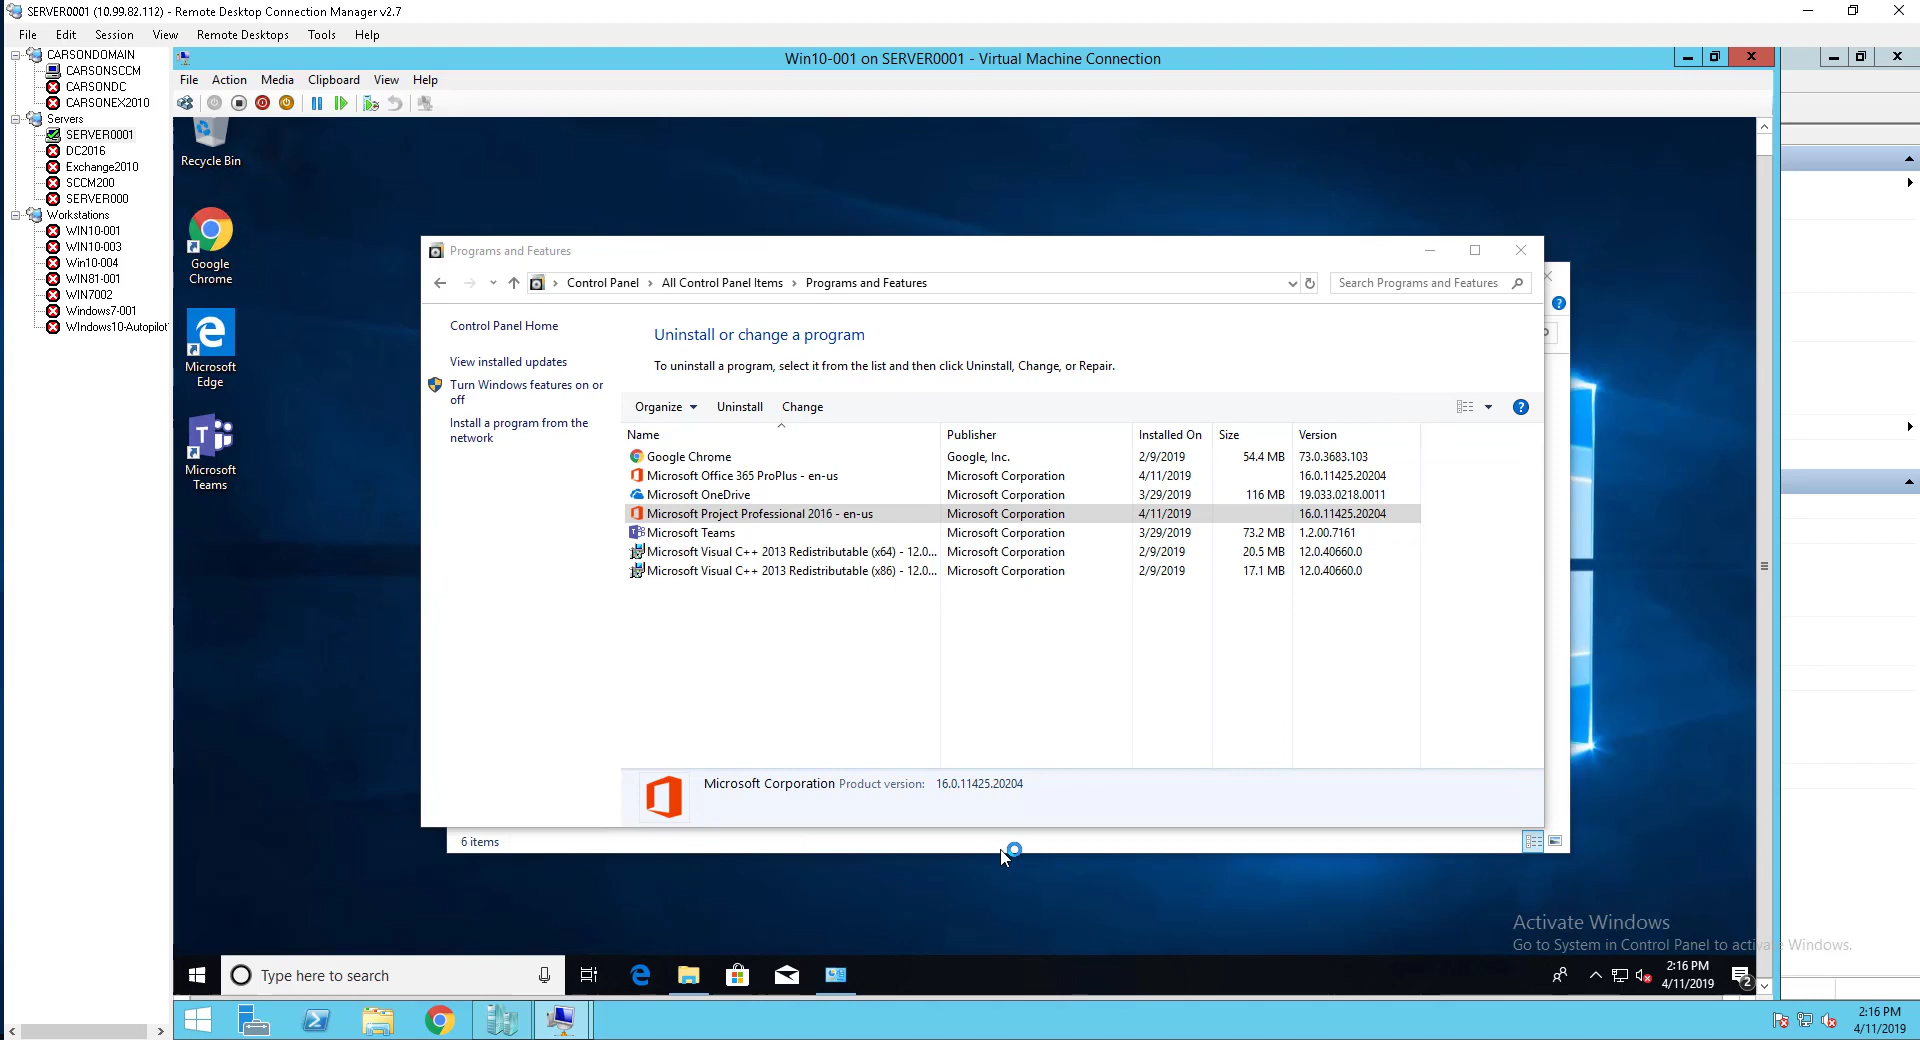 SERVER0001 (10.99.82.112) - Remote Desktop Connection Manager v2.7
File Edit Session View Remote Desktops Tools Help
CARSONDOMAIN
CARSONSCCM
CARSONDC
CARSONEX2010
Servers
SERVER0001
DC2016
Exchange2010
SCCM200
SERVER000
Workstations
WIN10-001
WIN10-003
Win10-004
WIN81-001
WIN7002
Windows7-001
WIndows10-Autopilot
Win10-001 on SERVER0001 - Virtual Machine Connection
File Action Media Clipboard View Help
Recycle Bin
Google
Chrome
Microsoft
Edge
Microsoft
Teams
Programs and Features
Control Panel All Control Panel Items Programs and Features
Search Programs and Features
Control Panel Home
View installed updates
Turn Windows features on or
off
Install a program from the
network
Uninstall or change a program
To uninstall a program, select it from the list and then click Uninstall, Change, or Repair.
Organize Uninstall Change
Name Publisher Installed On Size Version
Google Chrome Google, Inc. 2/9/2019 54.4 MB 73.0.3683.103
Microsoft Office 365 ProPlus - en-us Microsoft Corporation 4/11/2019 16.0.11425.20204
Microsoft OneDrive Microsoft Corporation 3/29/2019 116 MB 19.033.0218.0011
Microsoft Project Professional 2016 - en-us Microsoft Corporation 4/11/2019 16.0.11425.20204
Microsoft Teams Microsoft Corporation 3/29/2019 73.2 MB 1.2.00.7161
Microsoft Visual C++ 2013 Redistributable (x64) - 12.0... Microsoft Corporation 2/9/2019 20.5 MB 12.0.40660.0
Microsoft Visual C++ 2013 Redistributable (x86) - 12.0... Microsoft Corporation 2/9/2019 17.1 MB 12.0.40660.0
Microsoft Corporation Product version: 16.0.11425.20204
6 items
Activate Windows
Go to System in Control Panel to activate Windows.
Type here to search
2:16 PM
4/11/2019
2
2:16 PM
4/11/2019